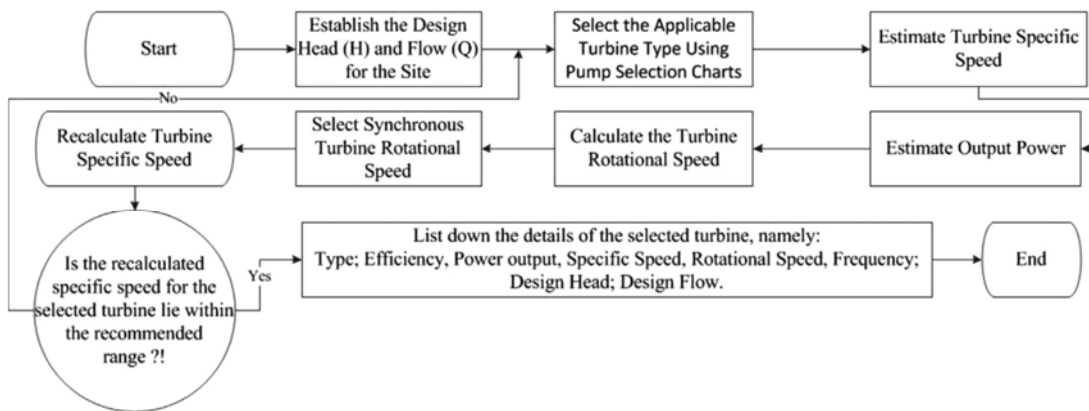 Start
Establish the Design
Head (H) and Flow (Q)
for the Site
Select the Applicable
Turbine Type Using
Pump Selection Charts
Estimate Turbine Specific
Speed
No
Recalculate Turbine
Specific Speed
Select Synchronous
Turbine Rotational
Speed
Calculate the Turbine
Rotational Speed
Estimate Output Power
Is the recalculated
specific speed for the
selected turbine lie within
the recommended
range ?!
Yes
List down the details of the selected turbine, namely:
Type; Efficiency, Power output, Specific Speed, Rotational Speed, Frequency;
Design Head; Design Flow.
End